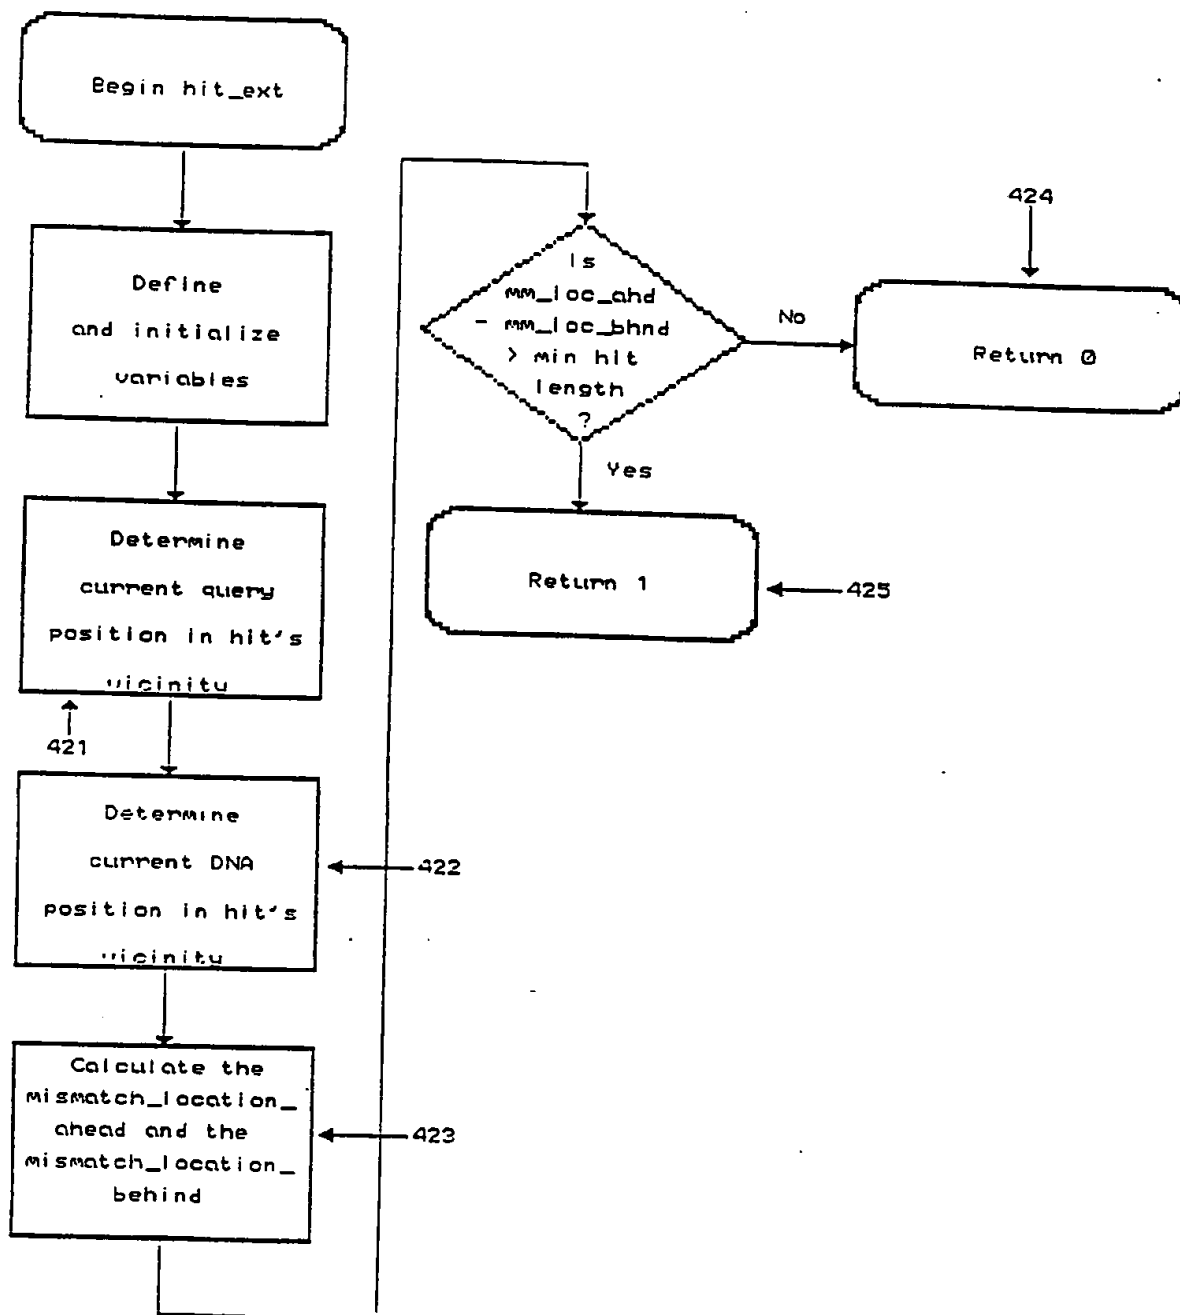 Begin hit_ext
Define
and initialize
variables
Determine
current query
position in hit's
vicinity
421
Determine
current DNA
position in hit's
vicinity
422
Calculate the
mismatch_location_
ahead and the
mismatch_location_
behind
423
Is
mm_loc_ahd
- mm_loc_bhnd
> min hit
length
?
No
Yes
424
Return 0
Return 1
425